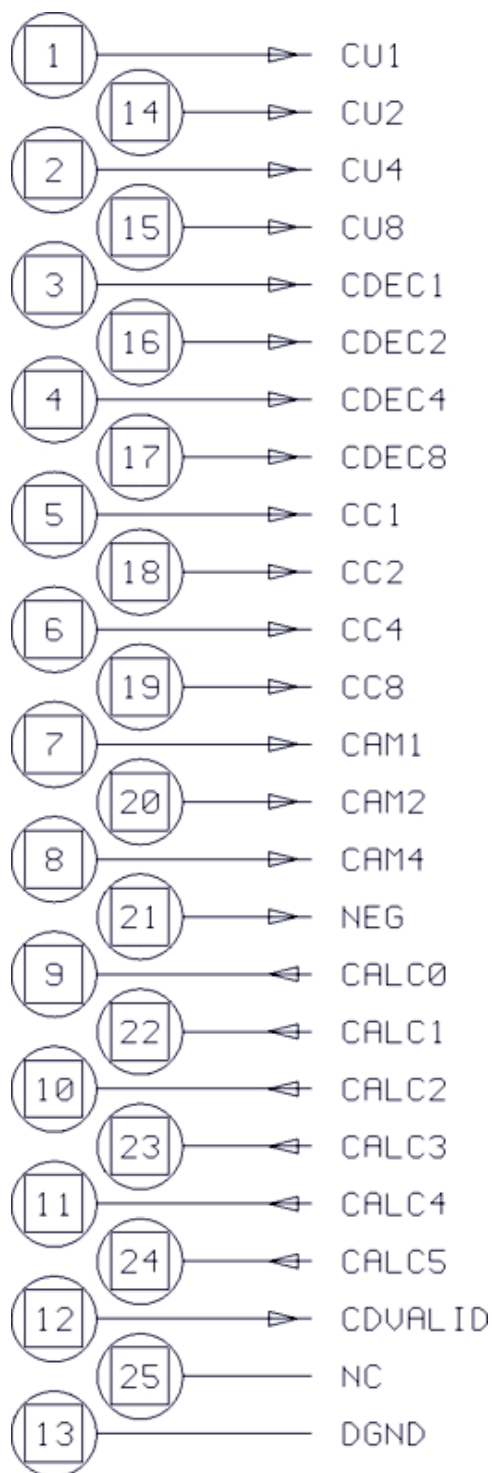 1 CU1
14 CU2
2 CU4
15 CU8
3 CDEC1
16 CDEC2
4 CDEC4
17 CDEC8
5 CC1
18 CC2
6 CC4
19 CC8
7 CAM1
20 CAM2
8 CAM4
21 NEG
9 CALC0
22 CALC1
10 CALC2
23 CALC3
11 CALC4
24 CALC5
12 CDVALID
25 NC
13 DGND